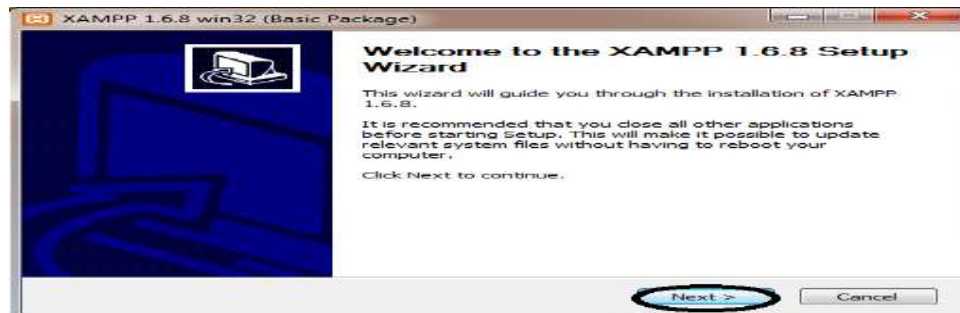 XAMPP 1.6.8 win32 (Basic Package)
Welcome to the XAMPP 1.6.8 Setup
Wizard
This wizard will guide you through the installation of XAMPP
1.6.8.
It is recommended that you close all other applications
before starting Setup. This will make it possible to update
relevant system files without having to reboot your
computer.
Click Next to continue.
Next >
Cancel